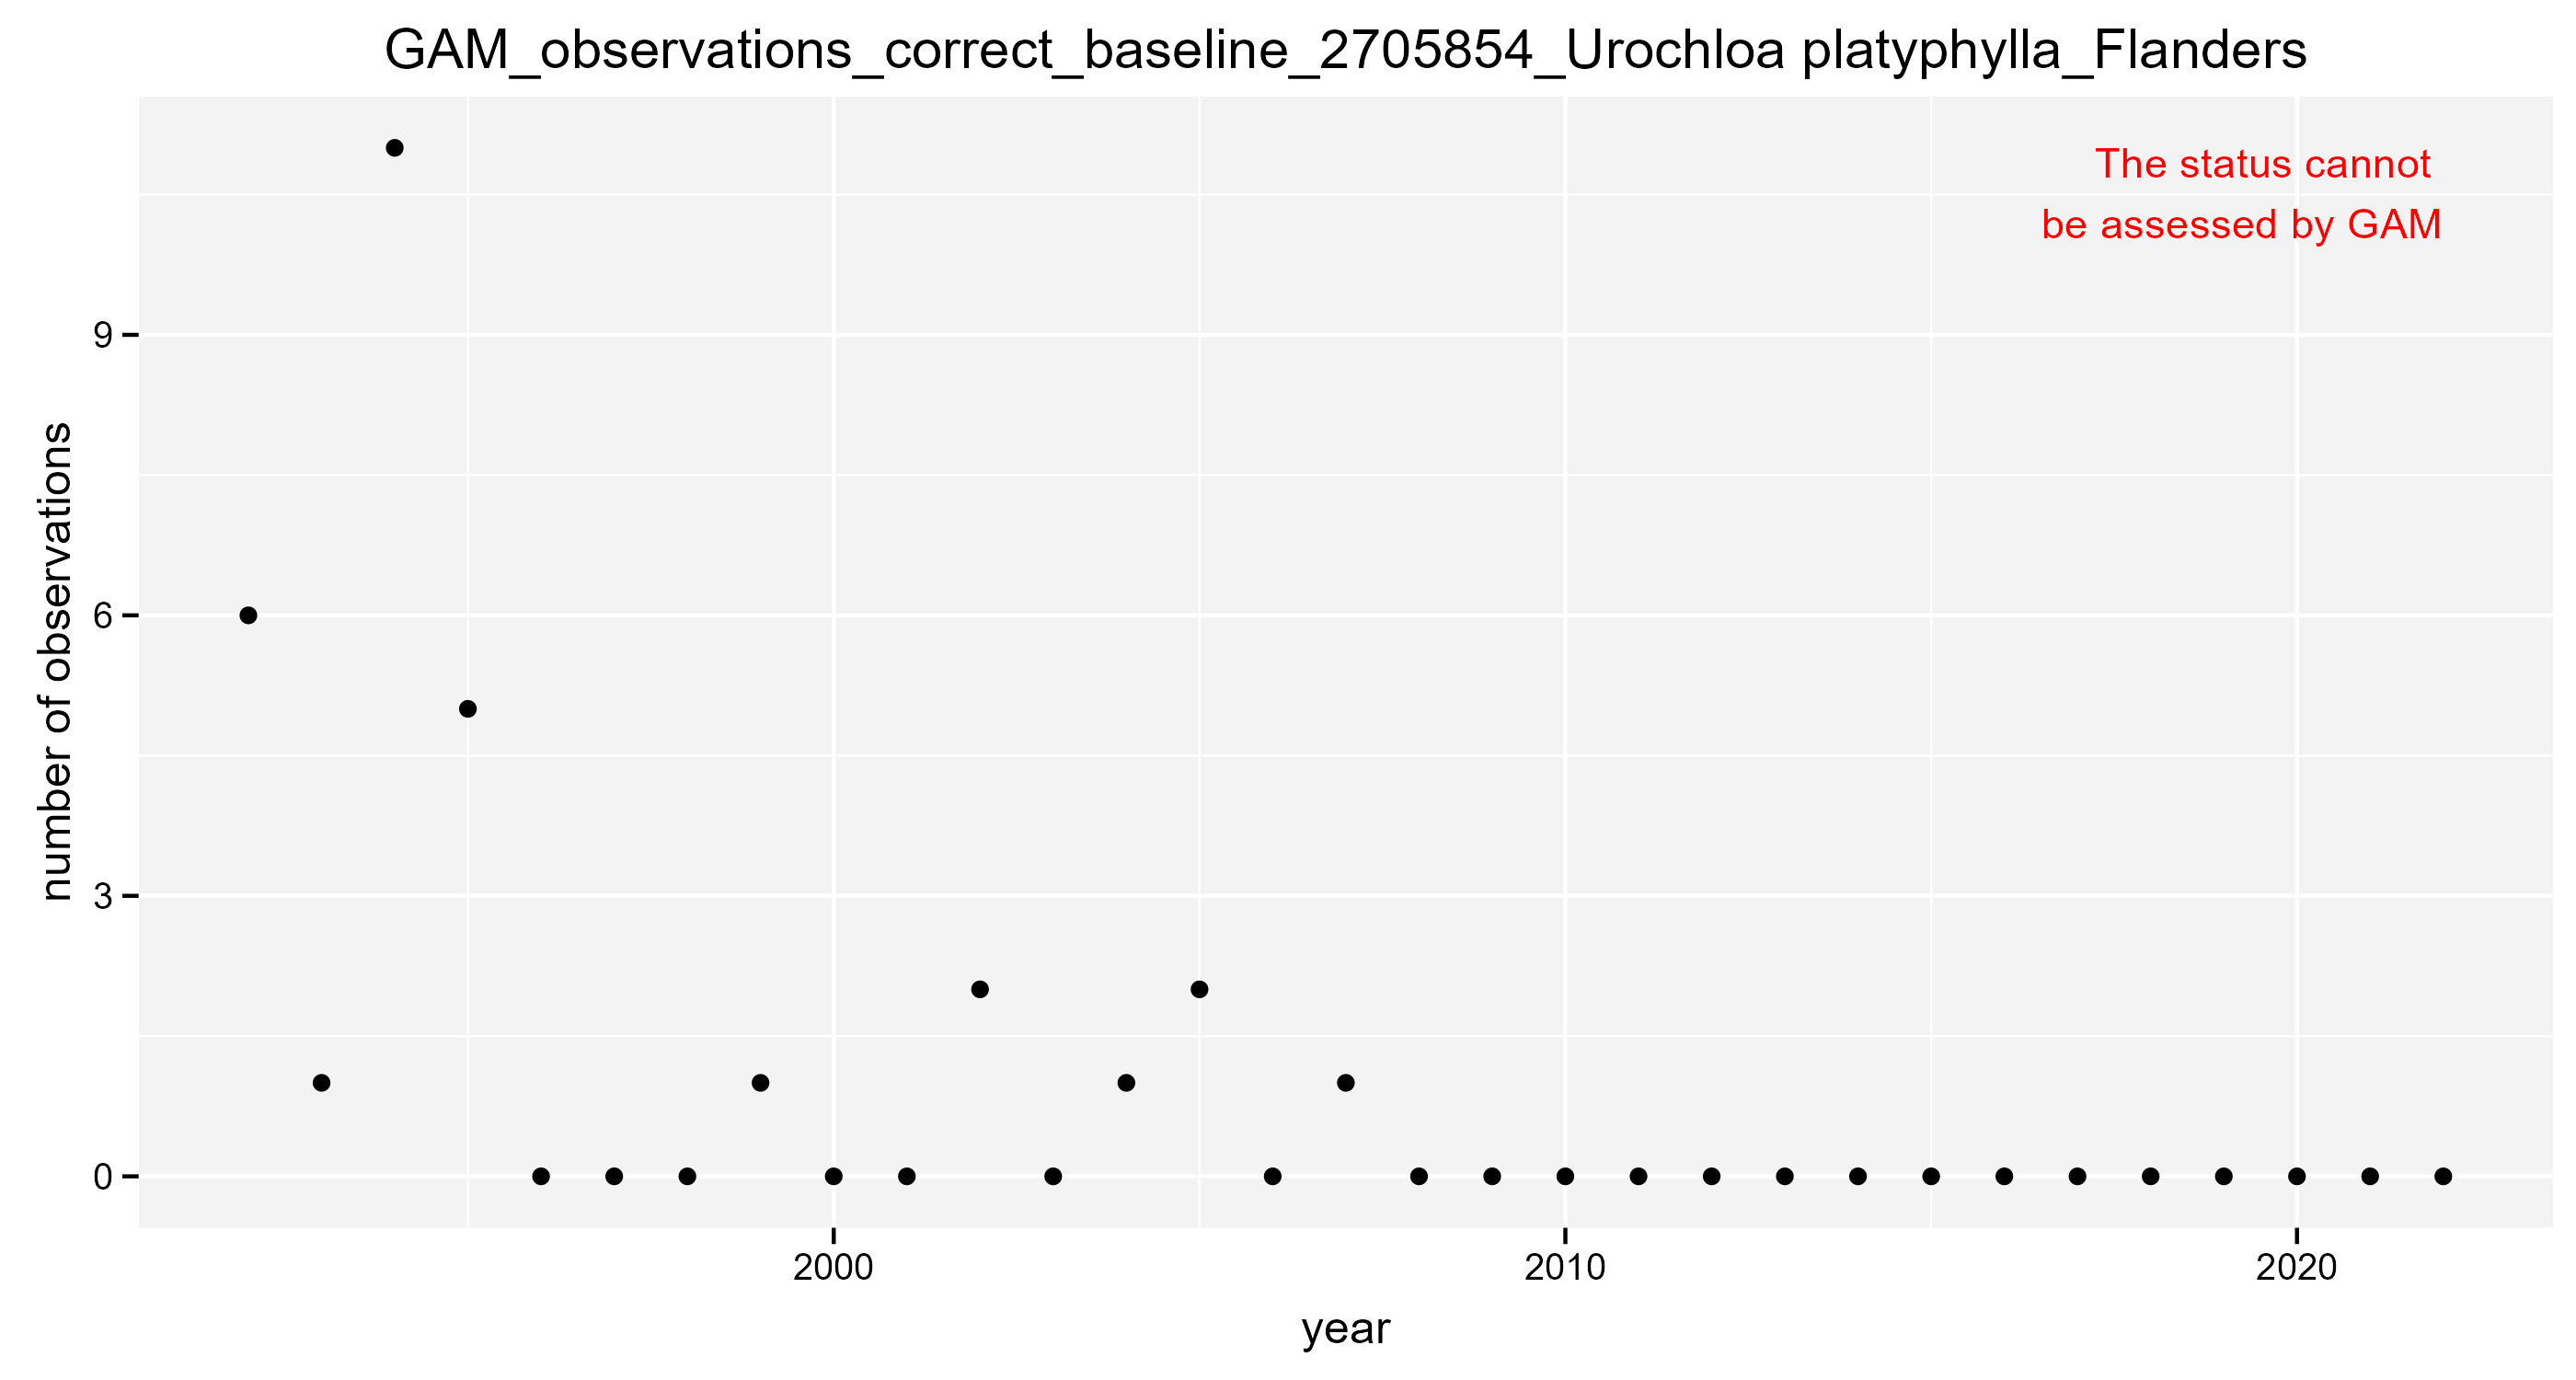 GAM_observations_correct_baseline_2705854_Urochloa platyphylla_Flanders
The status cannot
be assessed by GAM
number of observations
9
6
3
0
2000
2010
2020
year